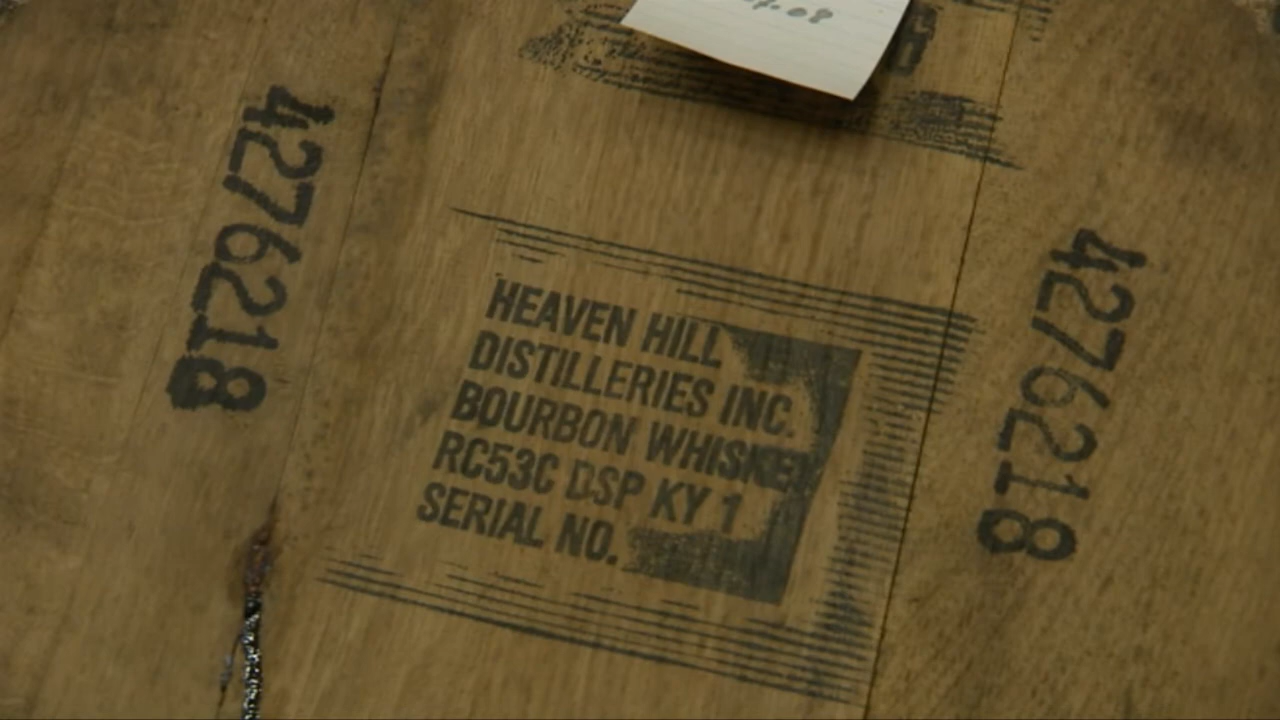 4276218
HEAVEN HILL
DISTILLERIES INC.
BOURBON WHISKEY
RC53C DSP KY 1
SERIAL NO.
4276218